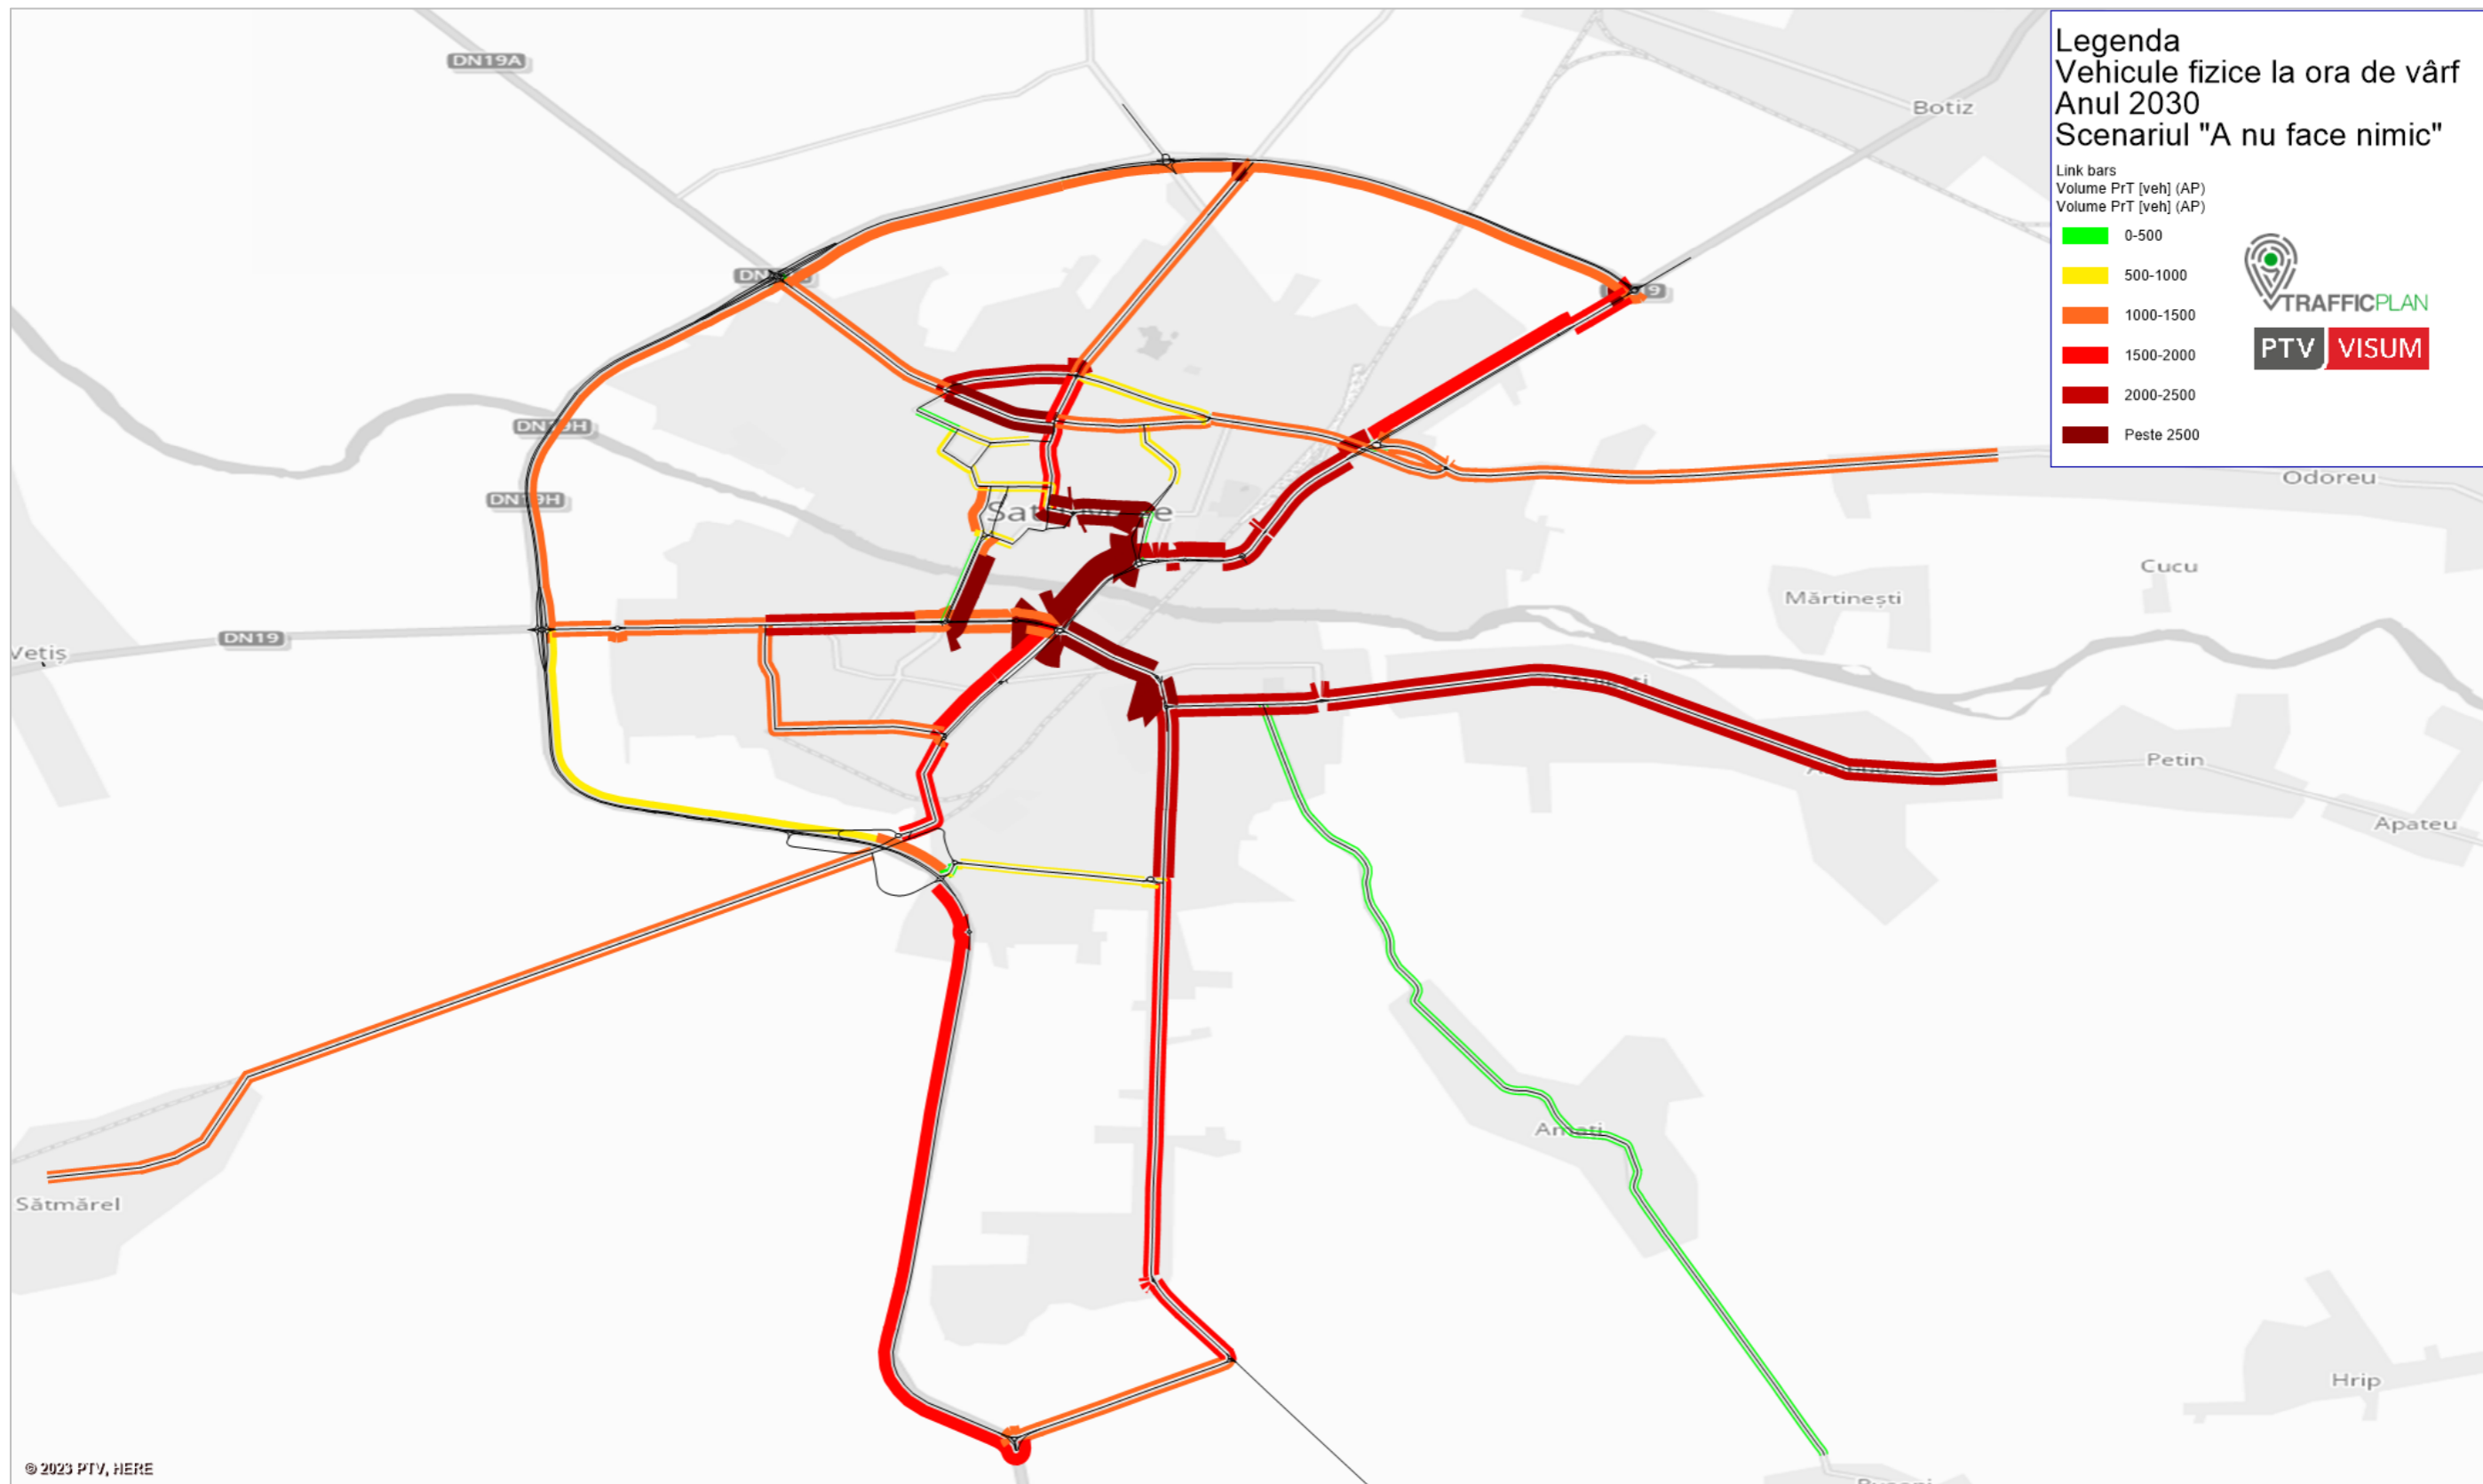 Legenda
Vehicule fizice la ora de vârf
Anul 2030
Scenariul "A nu face nimic"
Link bars
Volume PrT [veh] (AP)
Volume PrT [veh] (AP)
0-500
500-1000
1000-1500
1500-2000
2000-2500
Peste 2500
TRAFFICPLAN
PTV VISUM
DN19A
Botiz
DN19H
DN19H
Odoreu
Cucu
Mărtinești
DN19
Vetiș
Petin
Apateu
Amați
Sătmărel
Hrip
© 2023 PTV, HERE